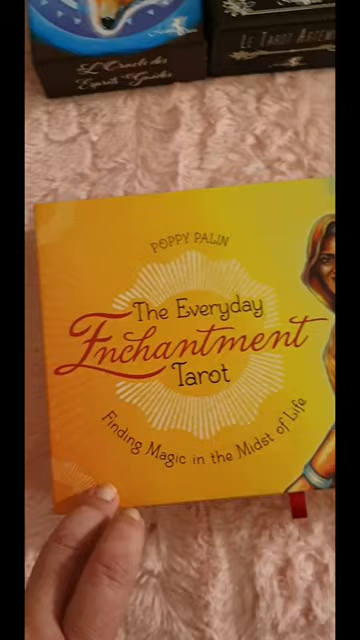 L'Oracle des
Esprits-Guides
LE TAROT ARTEM
POPPY PALIN
The Everyday
Enchantment
Tarot
Finding Magic in the Midst of Life